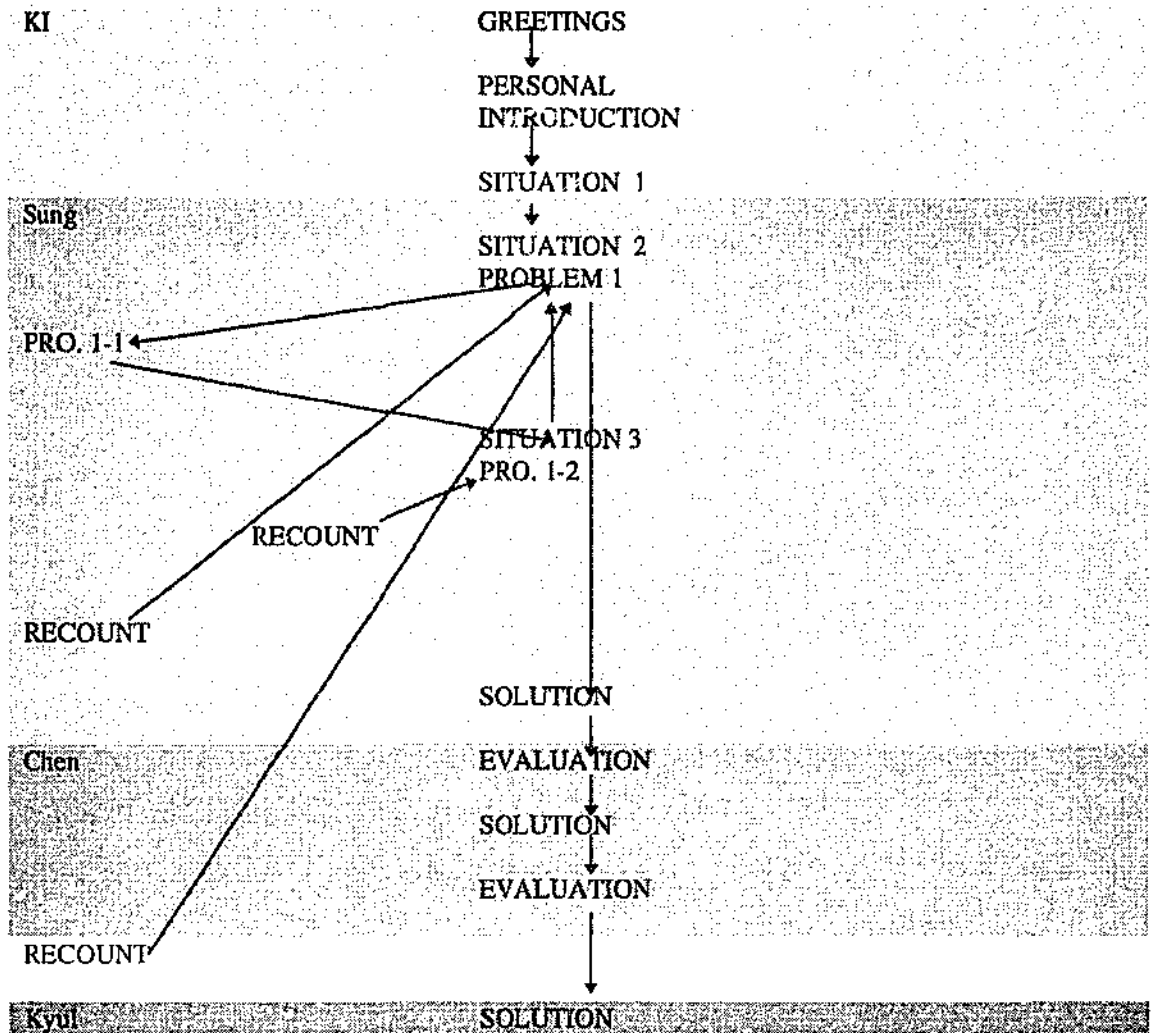 KI
GREETINGS
PERSONAL
INTRODUCTION
SITUATION 1
Sung
SITUATION 2
PROBLEM 1
PRO. 1-1
SITUATION 3
PRO. 1-2
RECOUNT
RECOUNT
SOLUTION
Chen
EVALUATION
SOLUTION
EVALUATION
RECOUNT
Kyul
SOLUTION